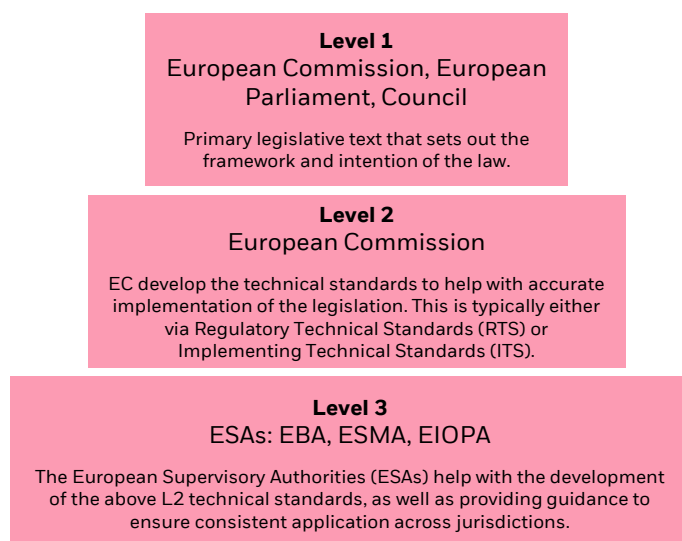 Level 1
European Commission, European
Parliament, Council
Primary legislative text that sets out the
framework and intention of the law.
Level 2
European Commission
EC develop the technical standards to help with accurate
implementation of the legislation. This is typically either
via Regulatory Technical Standards (RTS) or
Implementing Technical Standards (ITS).
Level 3
ESAs: EBA, ESMA, EIOPA
The European Supervisory Authorities (ESAs) help with the development
of the above L2 technical standards, as well as providing guidance to
ensure consistent application across jurisdictions.